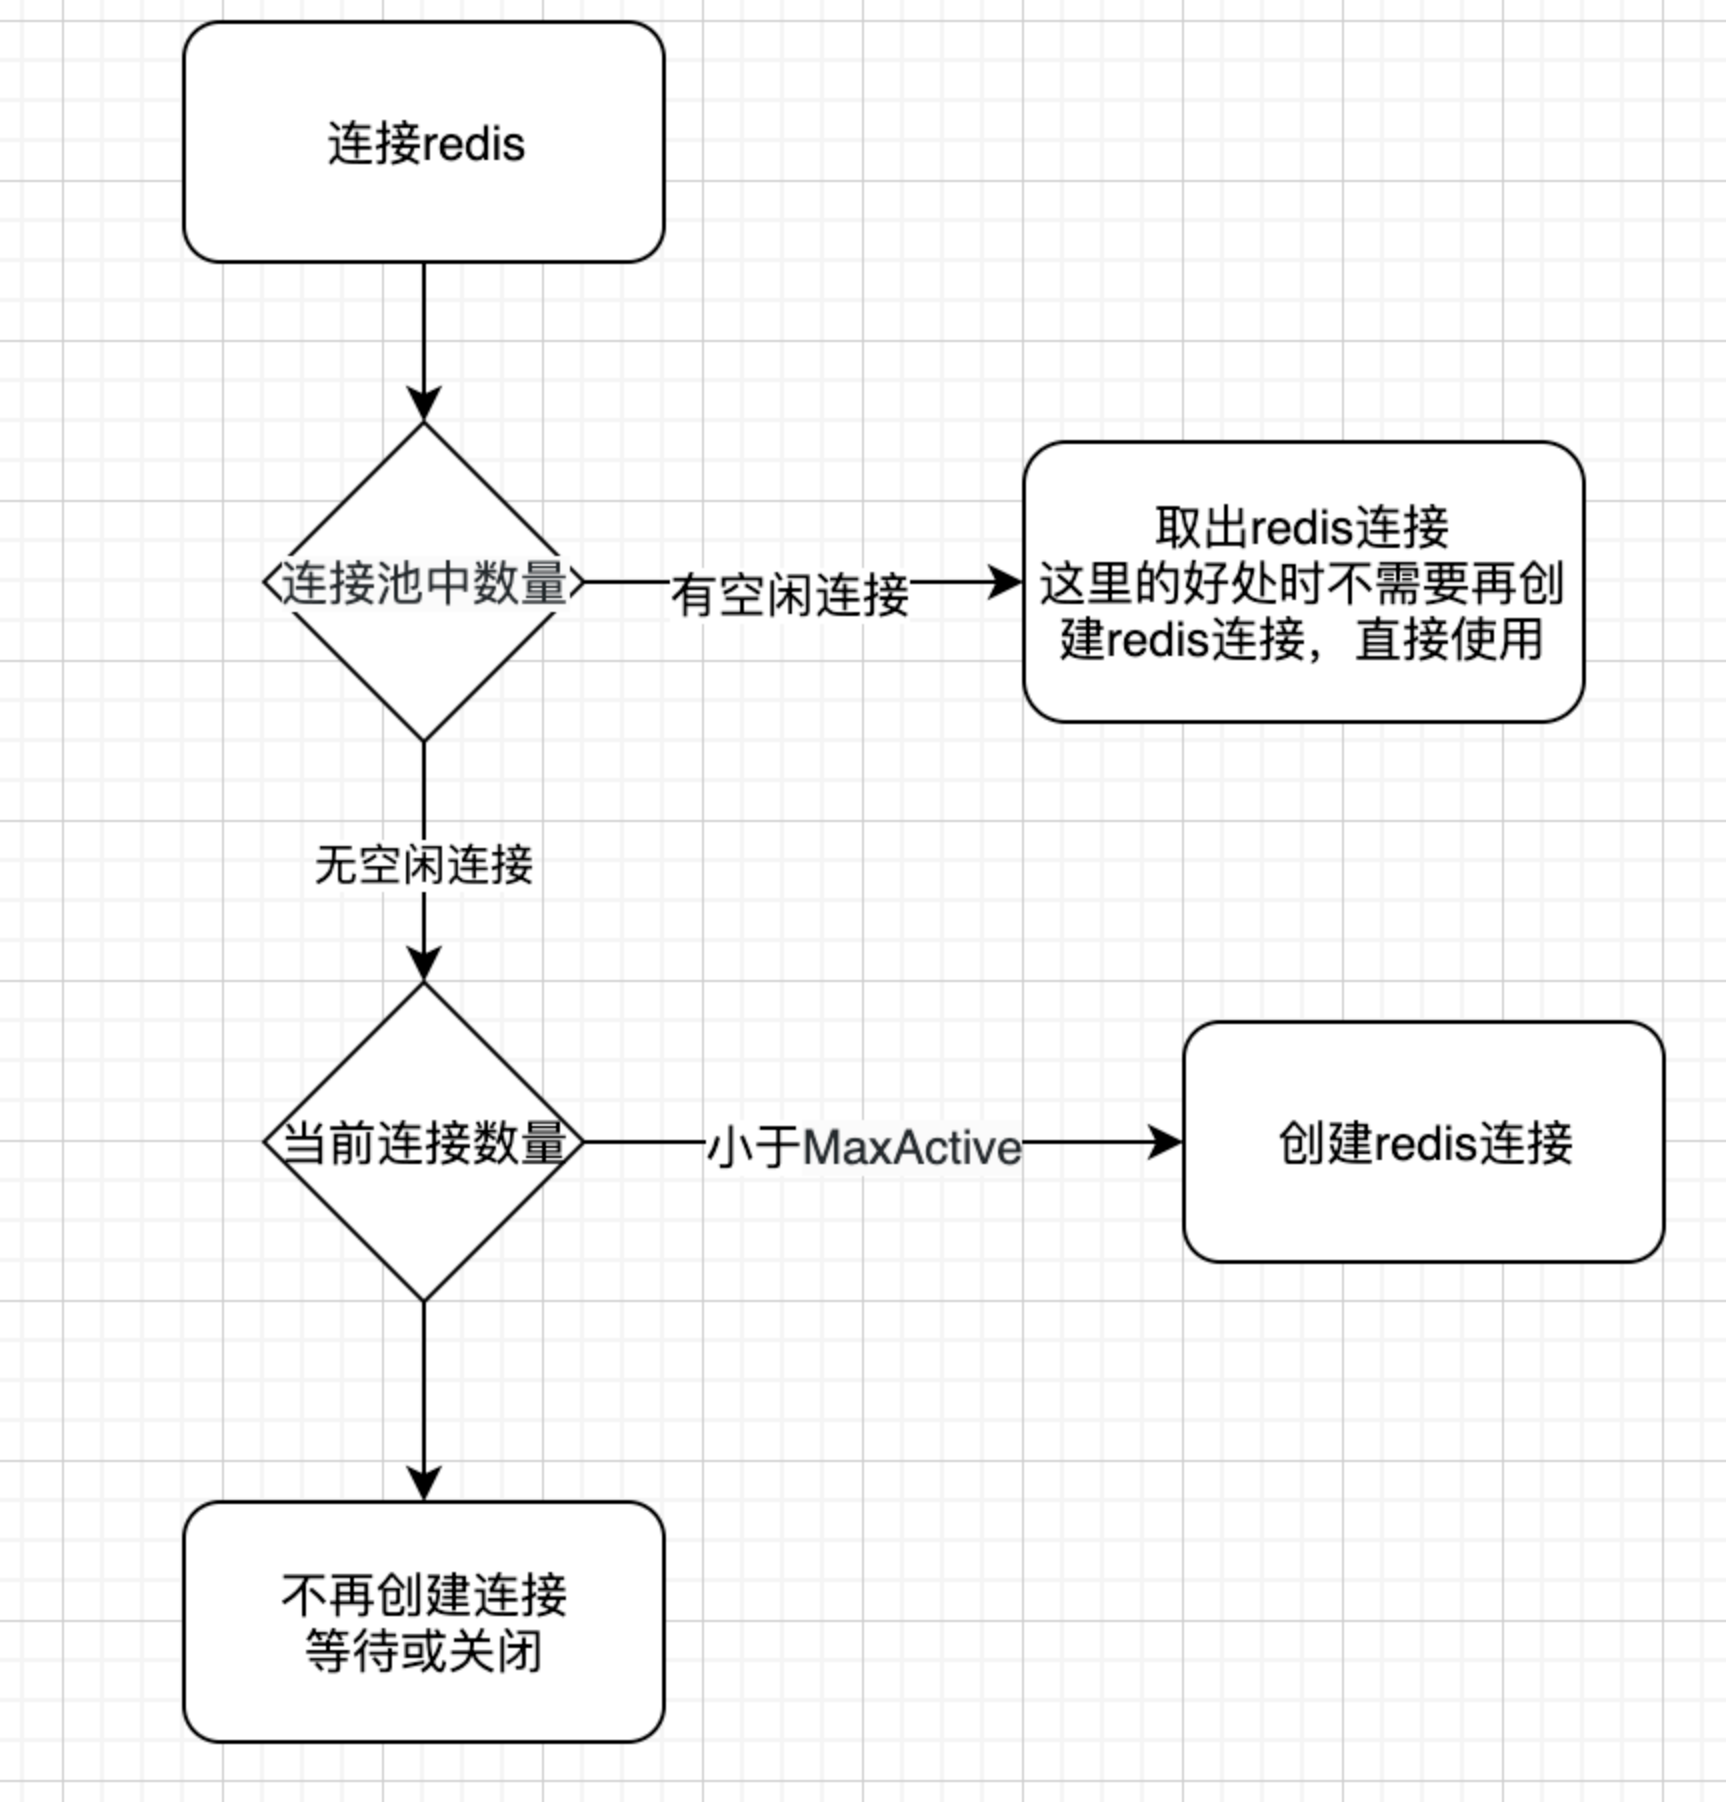 连接redis
连接池中数量
有空闲连接
取出redis连接
这里的好处时不需要再创
建redis连接，直接使用
无空闲连接
当前连接数量
小于MaxActive
创建redis连接
不再创建连接
等待或关闭